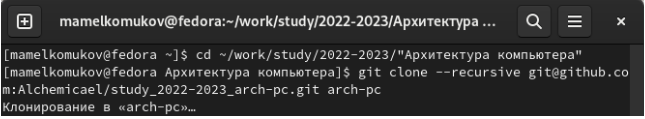 mamelkomukov@fedora:~/work/study/2022-2023/Архитектура ...
[mamelkomukov@fedora ~]$ cd ~/work/study/2022-2023/"Архитектура компьютера"
[mamelkomukov@fedora Архитектура компьютера]$ git clone --recursive git@github.co
m:Alchemicael/study_2022-2023_arch-pc.git arch-pc
Клонирование в «arch-pc»…